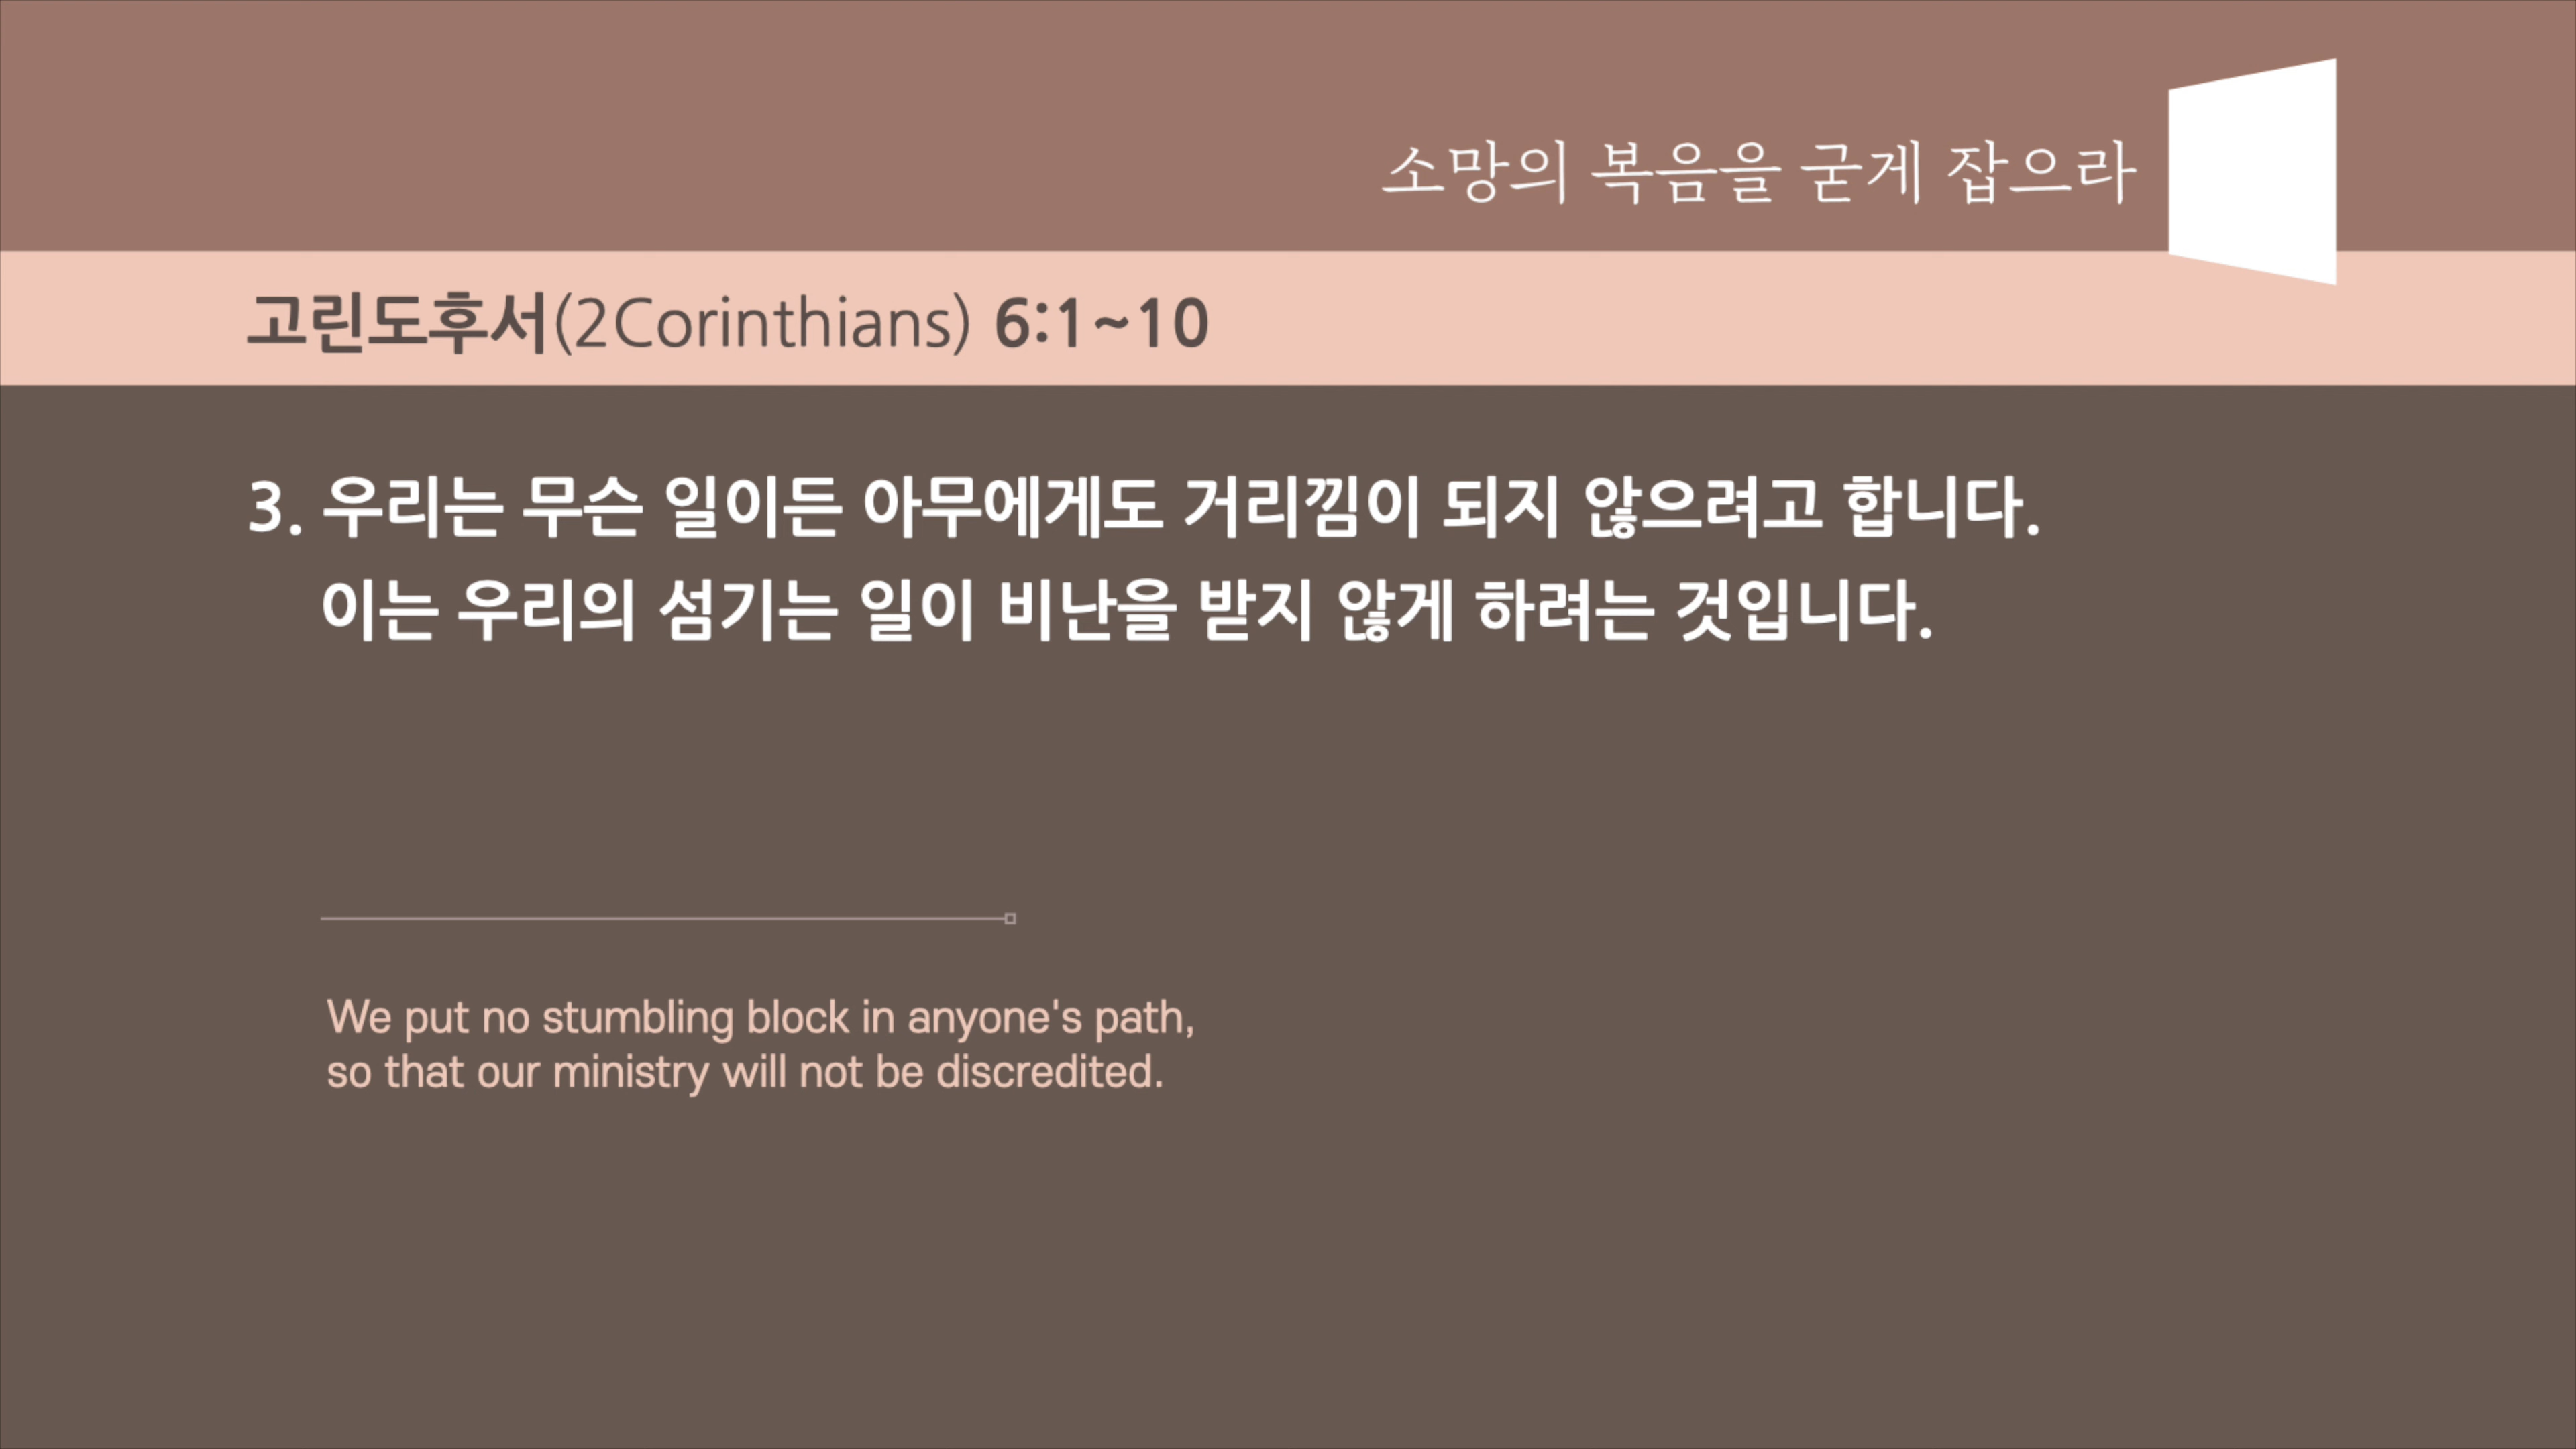 소망의 복음을 굳게 잡으라
고린도후서(2Corinthians) 6:1~10
3. 우리는 무슨 일이든 아무에게도 거리낌이 되지 않으려고 합니다.
이는 우리의 섬기는 일이 비난을 받지 않게 하려는 것입니다.
We put no stumbling block in anyone's path,
so that our ministry will not be discredited.